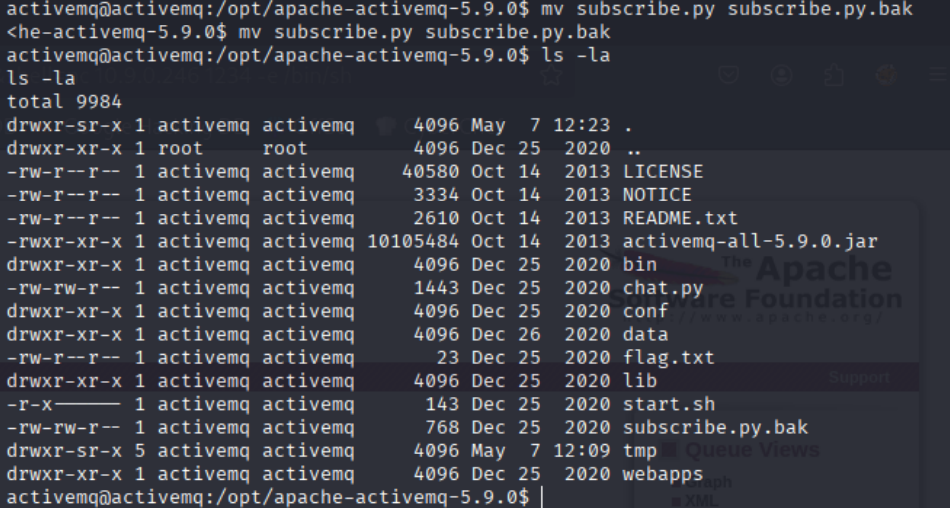 activemq@activemq:/opt/apache-activemq-5.9.0$ mv subscribe.py subscribe.py.bak
<he-activemq-5.9.0$ mv subscribe.py subscribe.py.bak
activemq@activemq:/opt/apache-activemq-5.9.0$ ls -la
ls -la
total 9984
drwxr-sr-x 1 activemq activemq     4096 May  7 12:23 .
drwxr-xr-x 1 root     root         4096 Dec 25  2020 ..
-rw-r--r-- 1 activemq activemq    40580 Oct 14  2013 LICENSE
-rw-r--r-- 1 activemq activemq     3334 Oct 14  2013 NOTICE
-rw-r--r-- 1 activemq activemq     2610 Oct 14  2013 README.txt
-rwxr-xr-x 1 activemq activemq 10105484 Oct 14  2013 activemq-all-5.9.0.jar
drwxr-xr-x 1 activemq activemq     4096 Dec 25  2020 bin
-rw-rw-r-- 1 activemq activemq     1443 Dec 25  2020 chat.py
drwxr-xr-x 1 activemq activemq     4096 Dec 25  2020 conf
drwxr-xr-x 1 activemq activemq     4096 Dec 26  2020 data
-rw-r--r-- 1 activemq activemq       23 Dec 25  2020 flag.txt
drwxr-xr-x 1 activemq activemq     4096 Dec 25  2020 lib
-r-x------ 1 activemq activemq      143 Dec 25  2020 start.sh
-rw-rw-r-- 1 activemq activemq      768 Dec 25  2020 subscribe.py.bak
drwxr-sr-x 5 activemq activemq     4096 May  7 12:09 tmp
drwxr-xr-x 1 activemq activemq     4096 Dec 25  2020 webapps
activemq@activemq:/opt/apache-activemq-5.9.0$
The Apache
Software Foundation
Support
Queue Views
Graph
XML